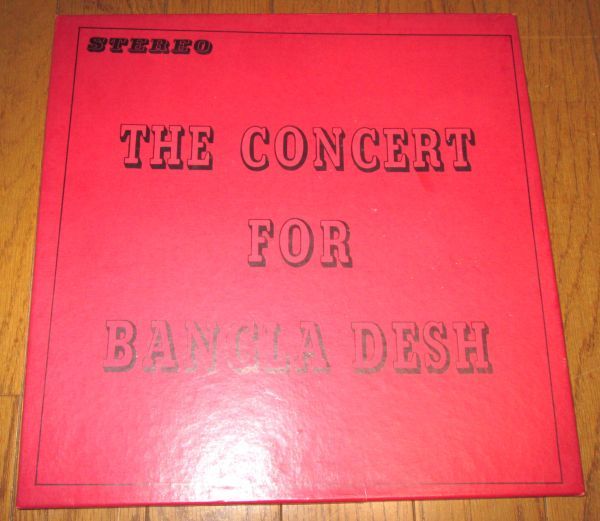 STEREO
THE CONCERT
FOR
BANGLA DESH